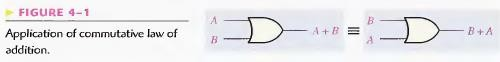 FIGURE 4–1
Application of commutative law of
addition.
A
B
A + B
≡
B
A
B + A